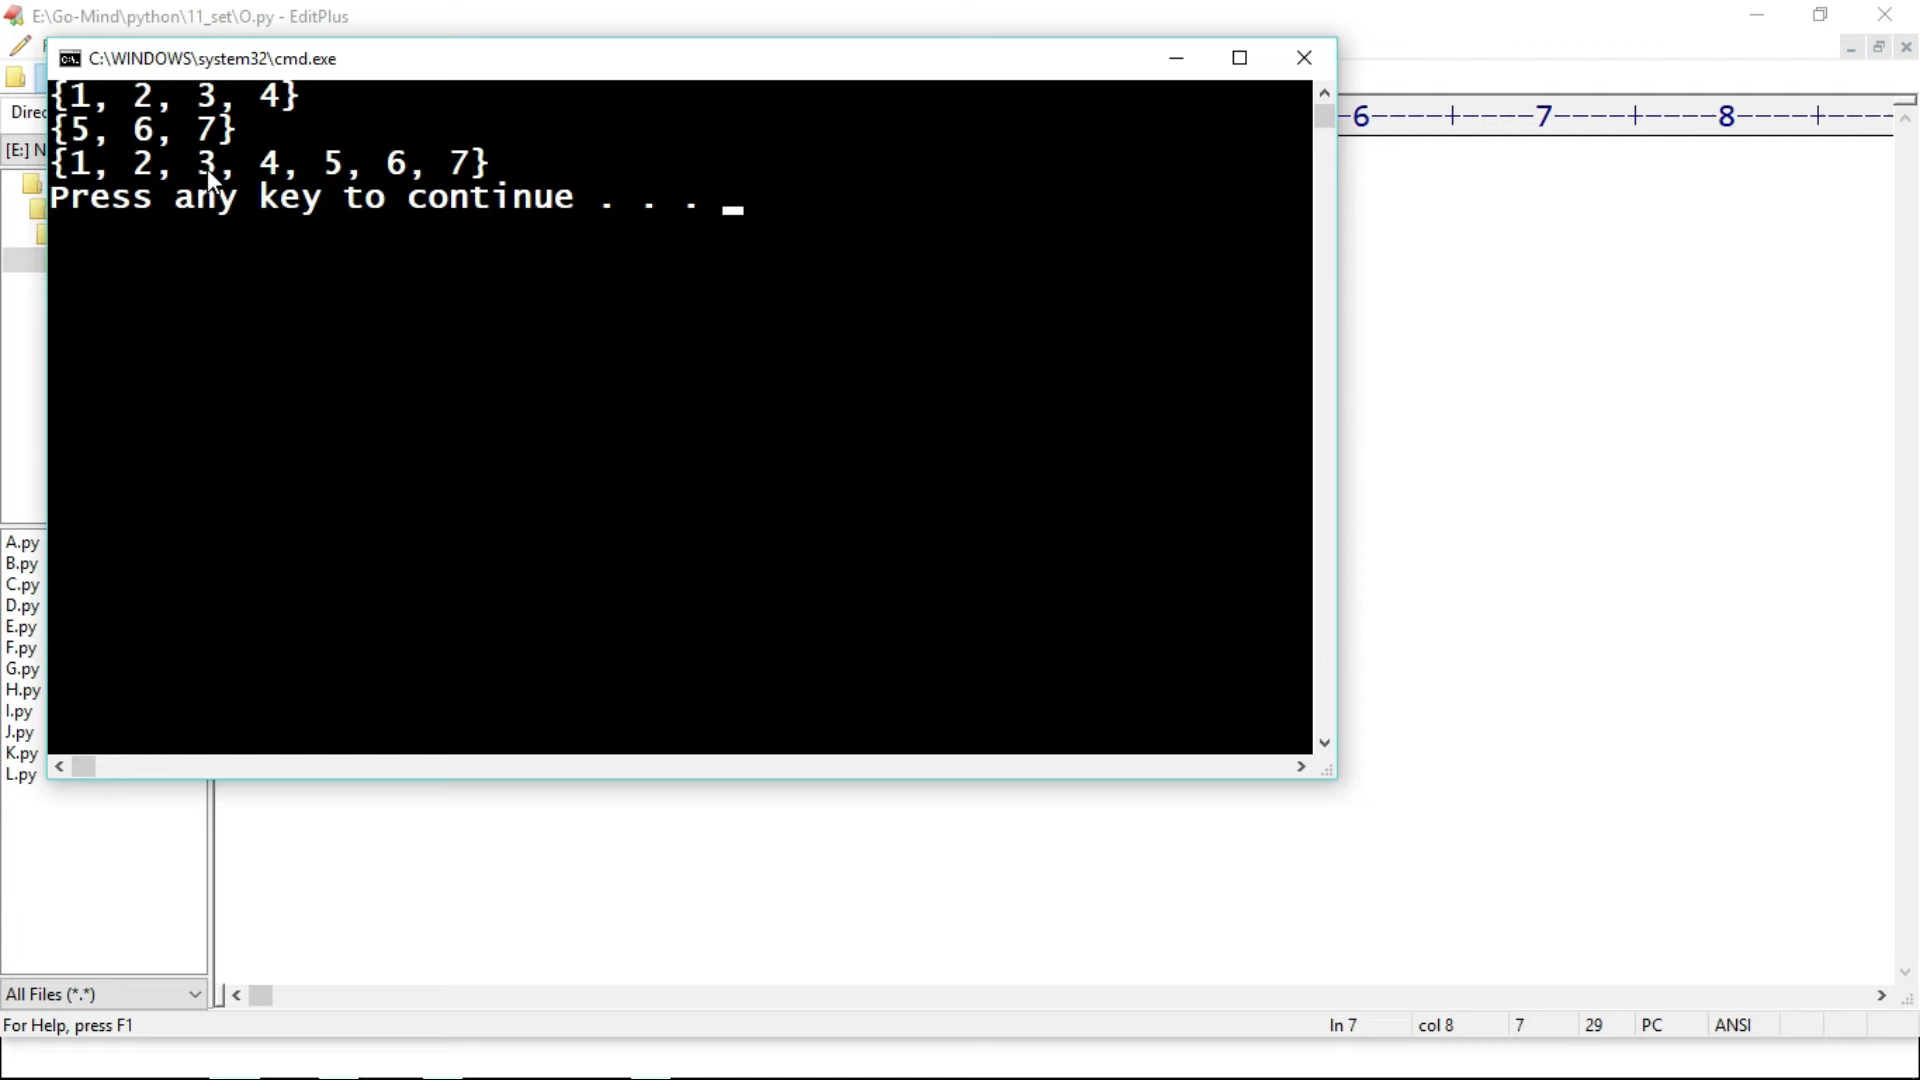 E:\Go-Mind\python\11_set\O.py - EditPlus
C:\WINDOWS\system32\cmd.exe
{1, 2, 3, 4}
{5, 6, 7}
{1, 2, 3, 4, 5, 6, 7}
Press any key to continue . . .
Direc
[E:] N
-6----+----7----+----8----+----
A.py
B.py
C.py
D.py
E.py
F.py
G.py
H.py
I.py
J.py
K.py
L.py
All Files (*.*)
For Help, press F1 ln 7 col 8 7 29 PC ANSI